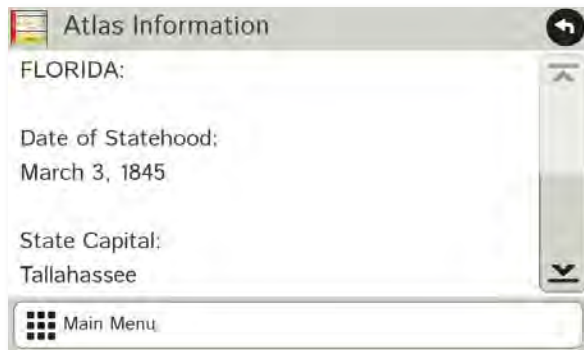 Atlas Information
FLORIDA:
Date of Statehood:
March 3, 1845
State Capital:
Tallahassee
Main Menu